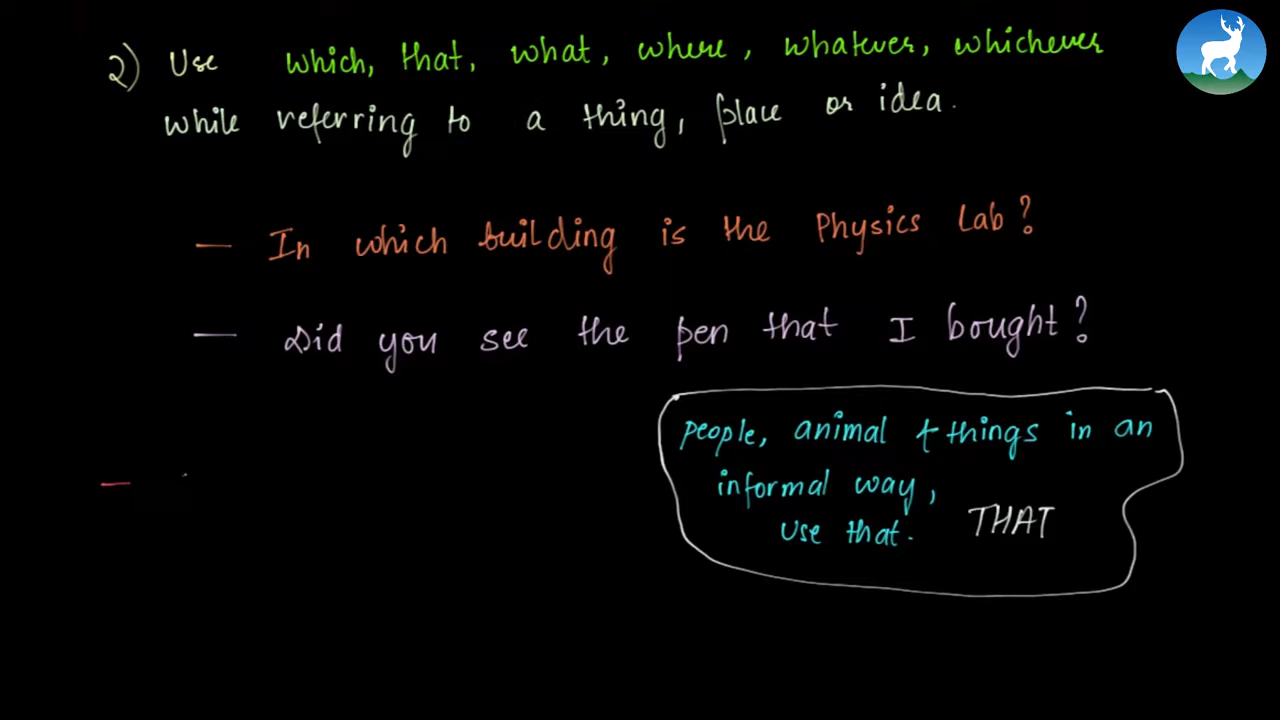 2) Use which, that, what, where, whatever, whichever
while referring to a thing, place or idea.
— In which building is the Physics Lab?
— Did you see the pen that I bought?
people, animal + things in an
informal way,
use that. THAT
—